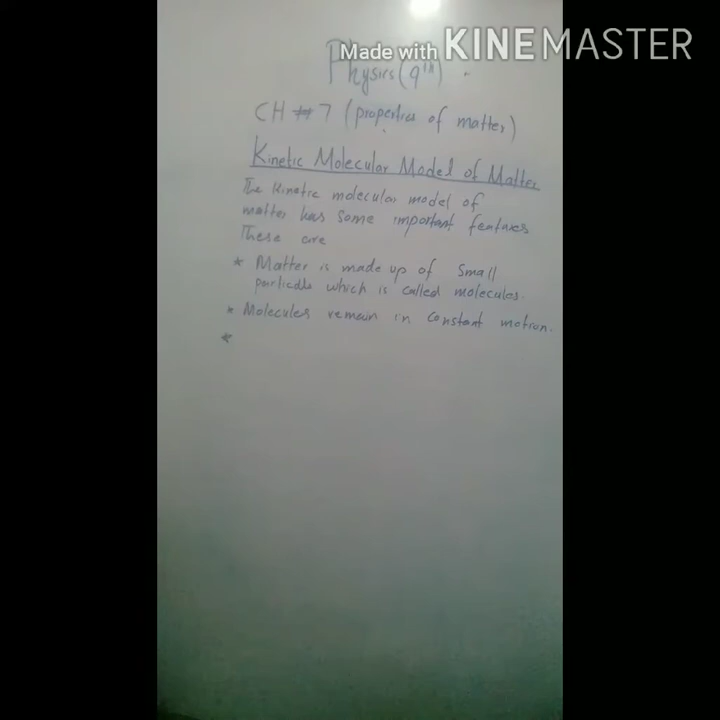 Made with KINEMASTER
Physics (9th)
CH # 7 (properties of matter)
Kinetic Molecular Model of Matter
The Kinetic molecular model of
matter has some important features
These are
* Matter is made up of small
particals which is called molecules.
* Molecules remain in constant motion.
*